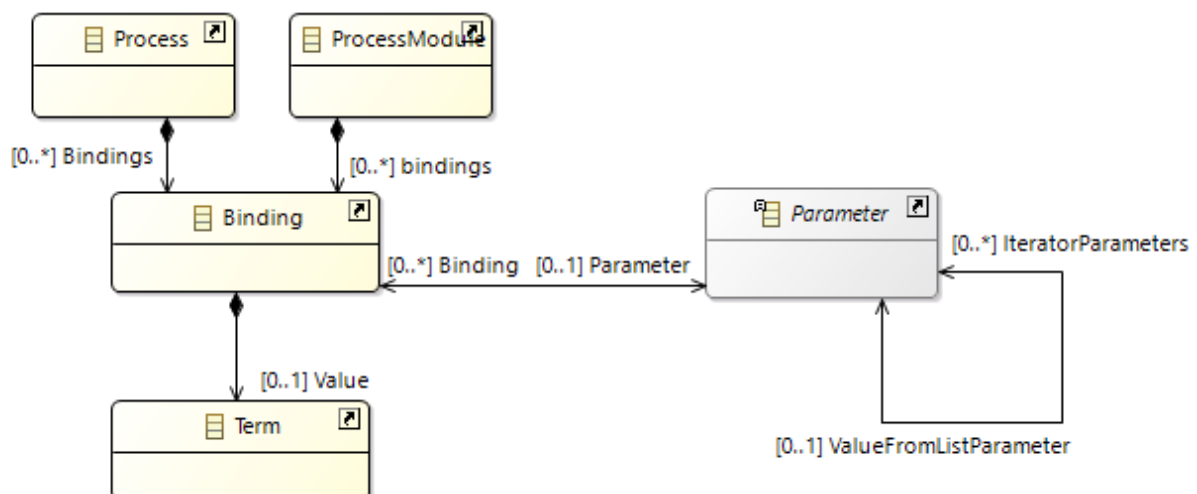 Process
ProcessModule
[0..*] Bindings
[0..*] bindings
Binding
Parameter
[0..*] IteratorParameters
[0..*] Binding
[0..1] Parameter
[0..1] Value
Term
[0..1] ValueFromListParameter